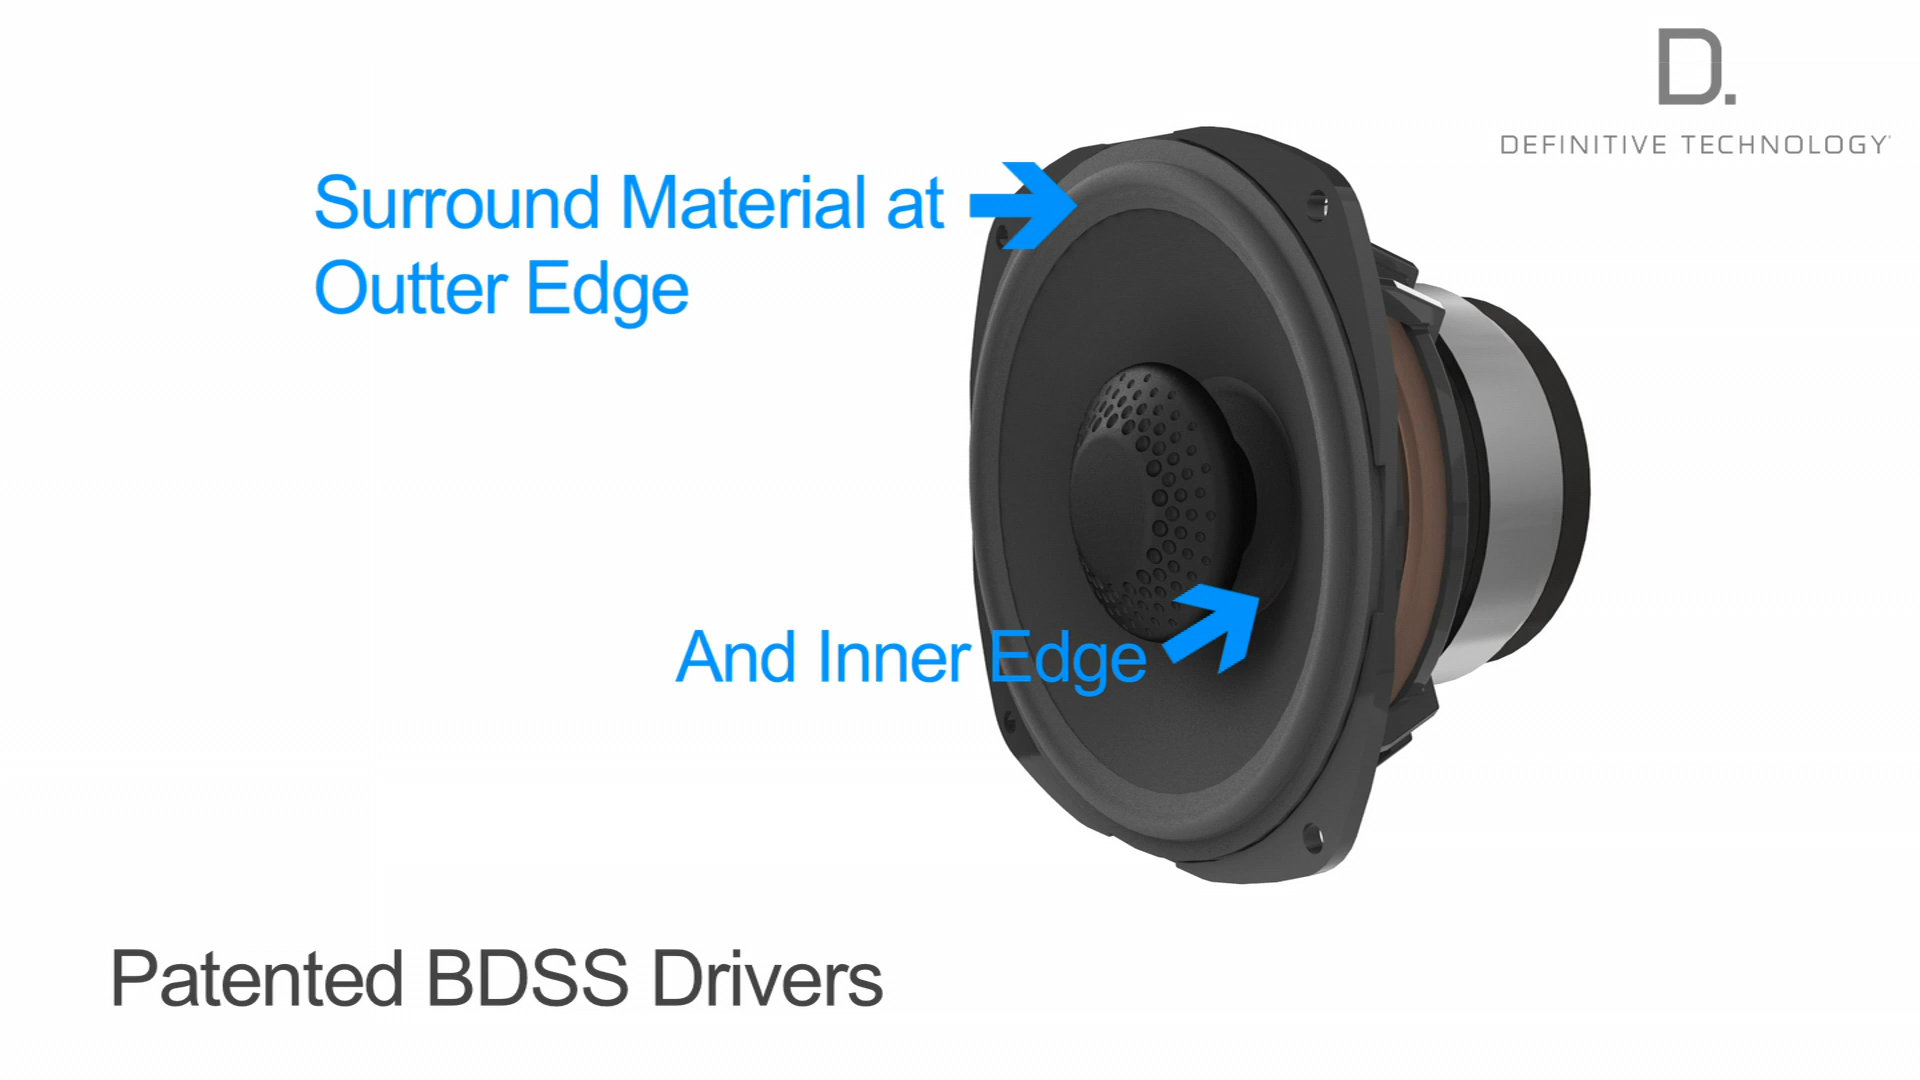 D.
DEFINITIVE TECHNOLOGY
Surround Material at
Outter Edge
And Inner Edge
Patented BDSS Drivers